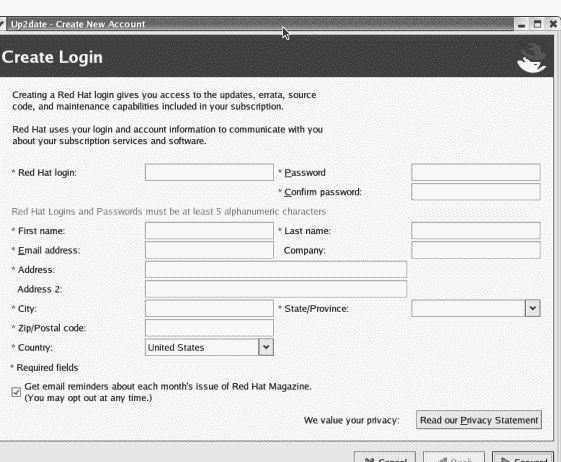 Up2date - Create New Account
Create Login
Creating a Red Hat login gives you access to the updates, errata, source
code, and maintenance capabilities included in your subscription.
Red Hat uses your login and account information to communicate with you
about your subscription services and software.
* Red Hat login:
* Password
* Confirm password:
Red Hat Logins and Passwords must be at least 5 alphanumeric characters
* First name:
* Last name:
* Email address:
Company:
* Address:
Address 2:
* City:
* State/Province:
* Zip/Postal code:
* Country:
United States
* Required fields
Get email reminders about each month's issue of Red Hat Magazine.
(You may opt out at any time.)
We value your privacy:
Read our Privacy Statement
Cancel
Back
Forward